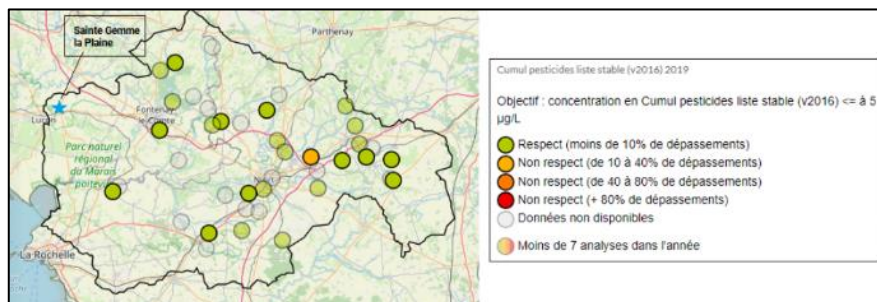 Sainte Gemme
la Plaine
Parthenay
Fontenay
-le-Comte
Luçon
Parc naturel
régional
du Marais
poitevin
Niort
La Rochelle
Cumul pesticides liste stable (v2016) 2019
Objectif : concentration en Cumul pesticides liste stable (v2016) <= à 5
µg/L
Respect (moins de 10% de dépassements)
Non respect (de 10 à 40% de dépassements)
Non respect (de 40 à 80% de dépassements)
Non respect (+ 80% de dépassements)
Données non disponibles
Moins de 7 analyses dans l'année